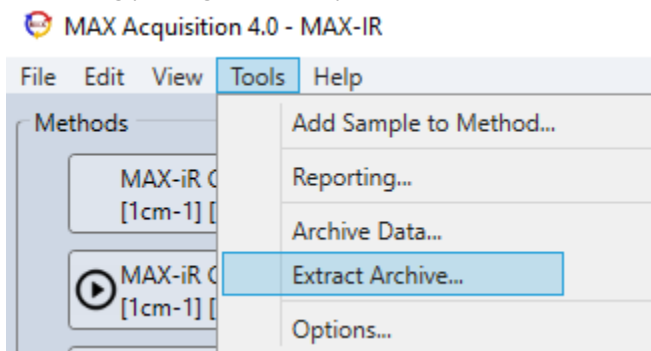 MAX Acquisition 4.0 - MAX-IR
File Edit View Tools Help
Methods
Add Sample to Method...
MAX-iR
[1cm-1] [
Reporting...
Archive Data...
MAX-iR
[1cm-1] [
Extract Archive...
Options...